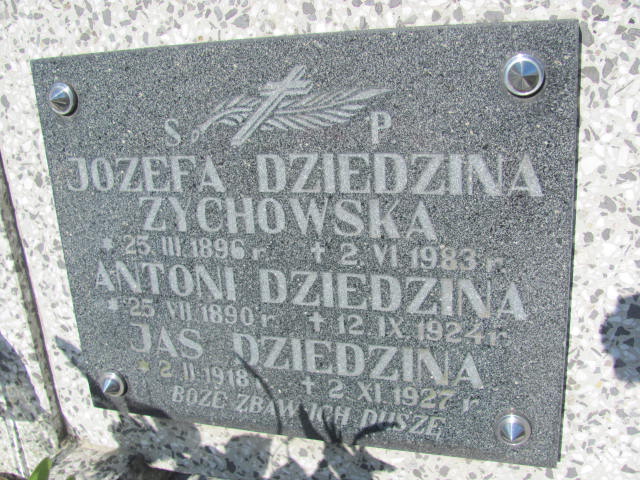 S P
JOZEFA DZIEDZINA
ZYCHOWSKA
* 25 III 1896 r. + 2 VI 1983 r
ANTONI DZIEDZINA
* 25 VII 1890 r. + 12 IX 1924 r
JAS DZIEDZINA
* 2 II 1918 + 2 XI 1927 r
BOŻE ZBAW ICH DUSZE